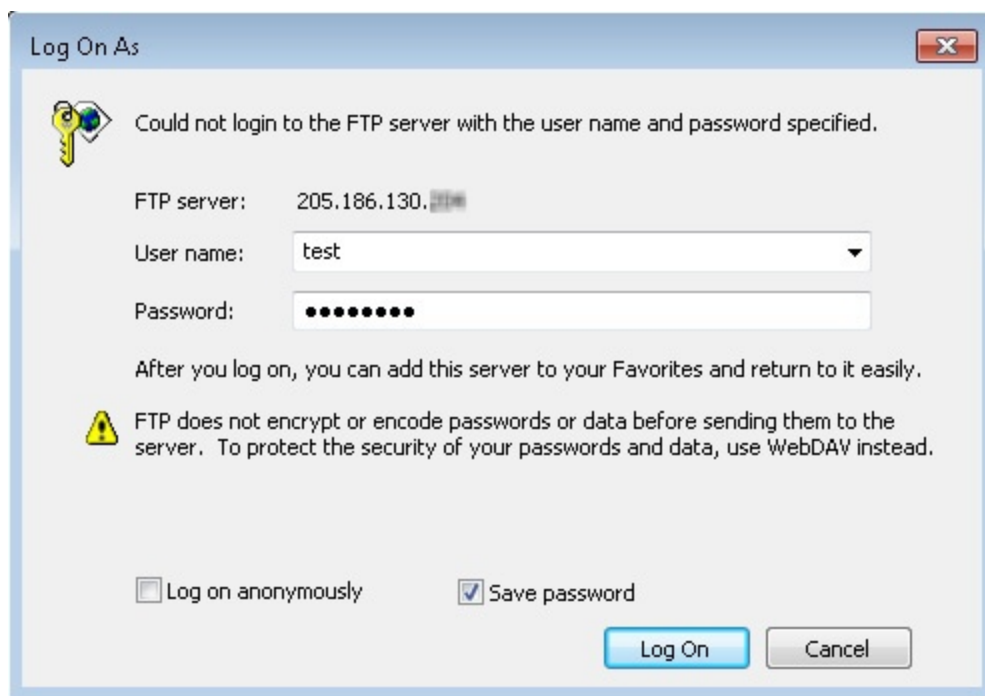 Log On As
Could not login to the FTP server with the user name and password specified.
FTP server: 205.186.130.
User name: test
Password: ●●●●●●●●
After you log on, you can add this server to your Favorites and return to it easily.
FTP does not encrypt or encode passwords or data before sending them to the
server. To protect the security of your passwords and data, use WebDAV instead.
Log on anonymously Save password
Log On Cancel